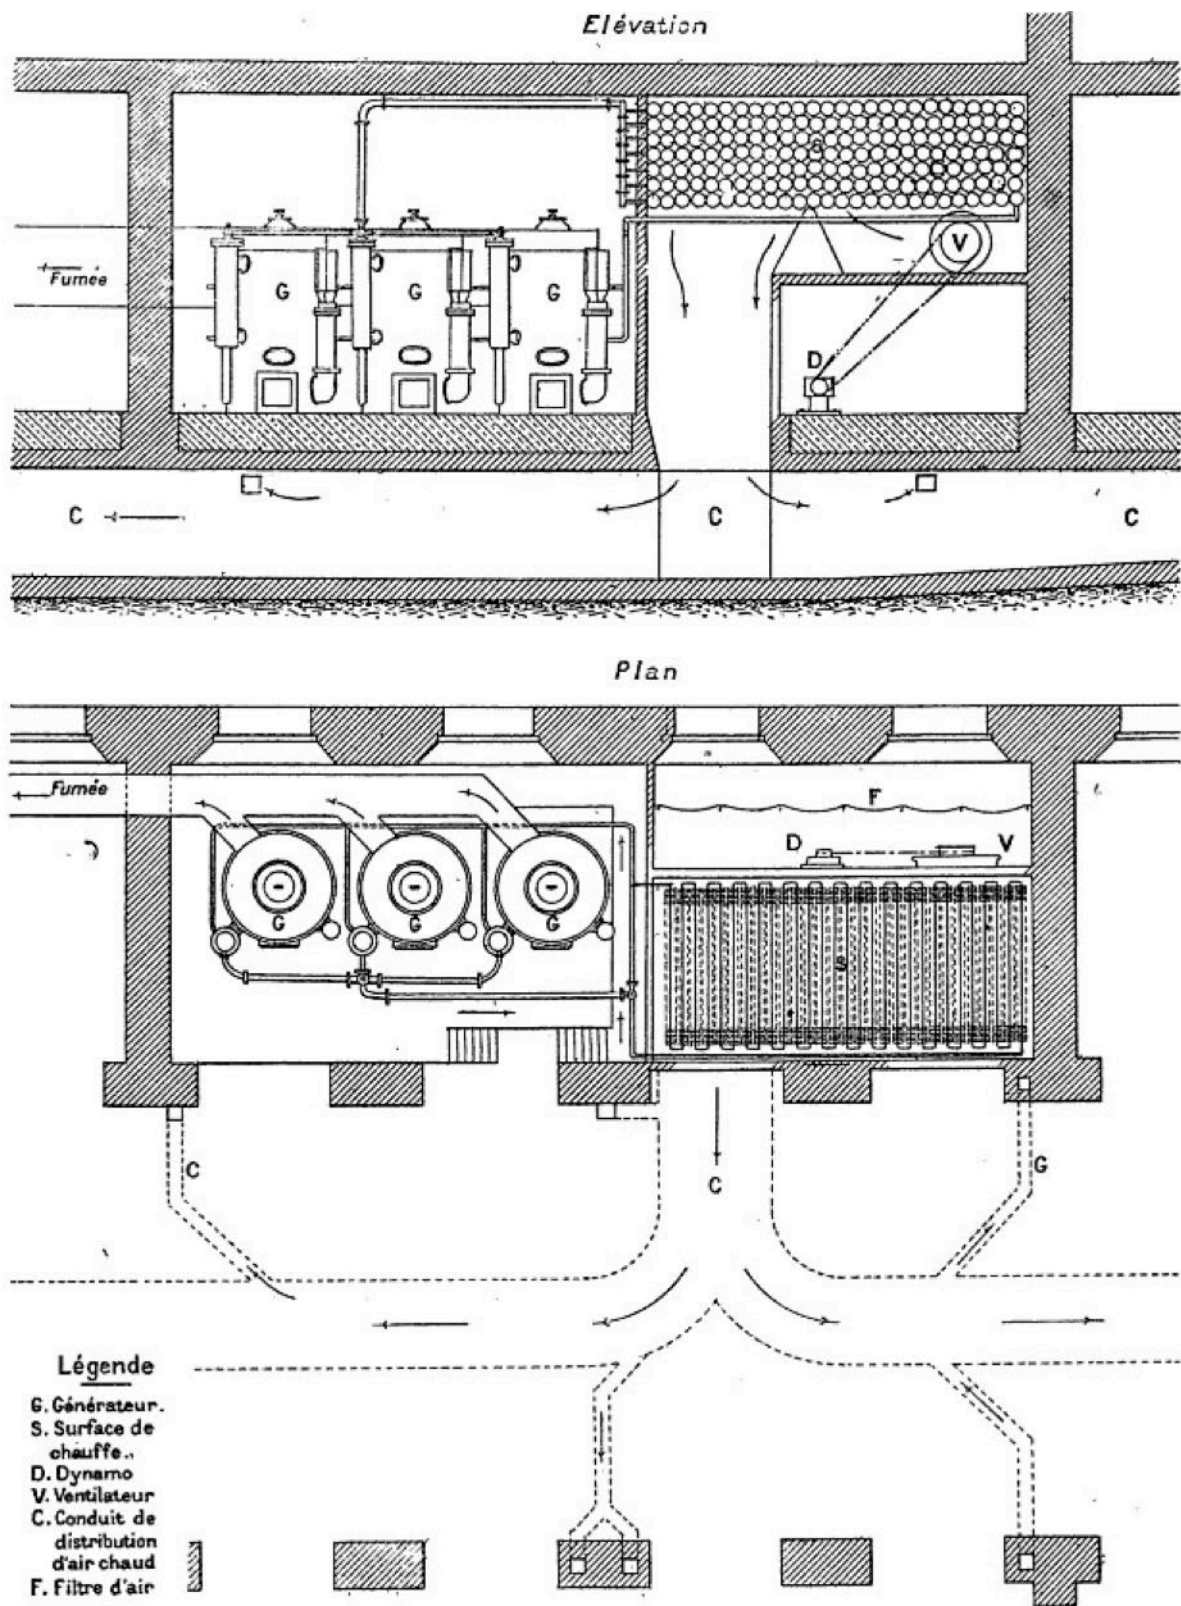 Elévation
S
V
Fumée
G
G
G
D
C
C
C
Plan
Fumée
F
D
V
G
G
G
S
C
G
C
Légende
G. Générateur.
S. Surface de
chauffe..
D. Dynamo
V. Ventilateur
C. Conduit de
distribution
d'air chaud
F. Filtre d'air